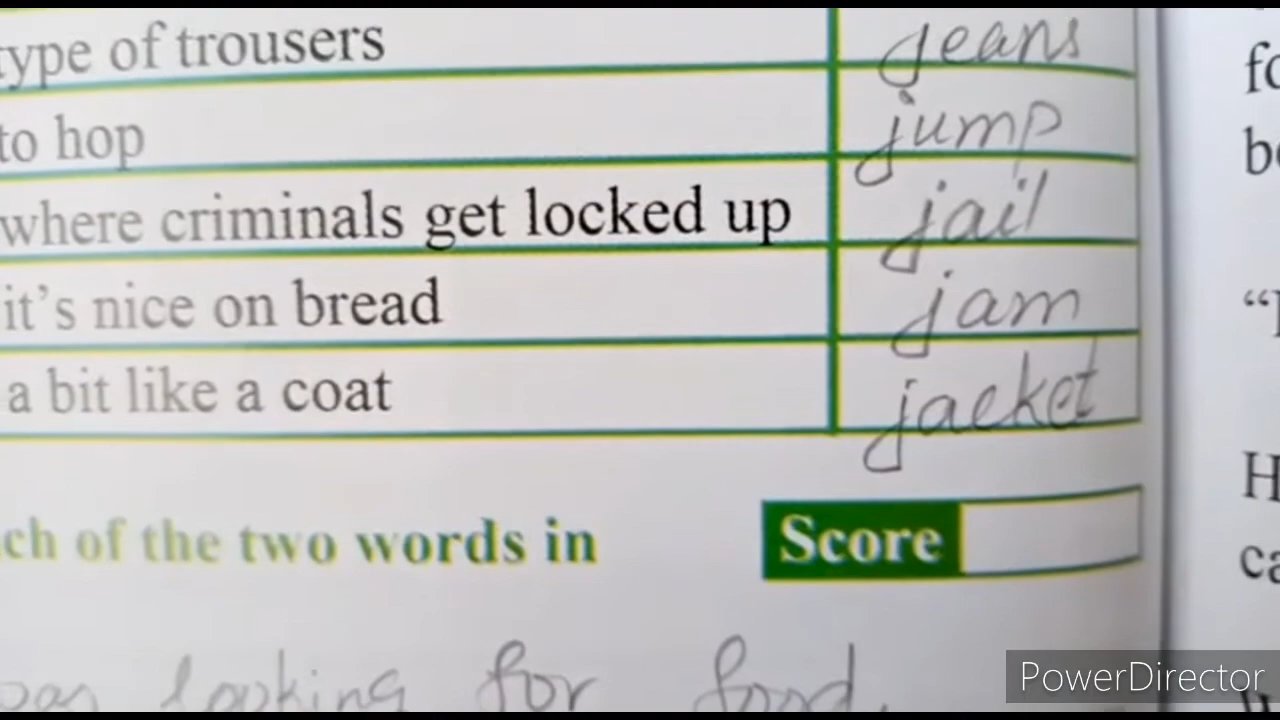 type of trousers jeans
to hop jump
where criminals get locked up jail
it's nice on bread jam
a bit like a coat jacket
ch of the two words in Score
looking for food.
PowerDirector